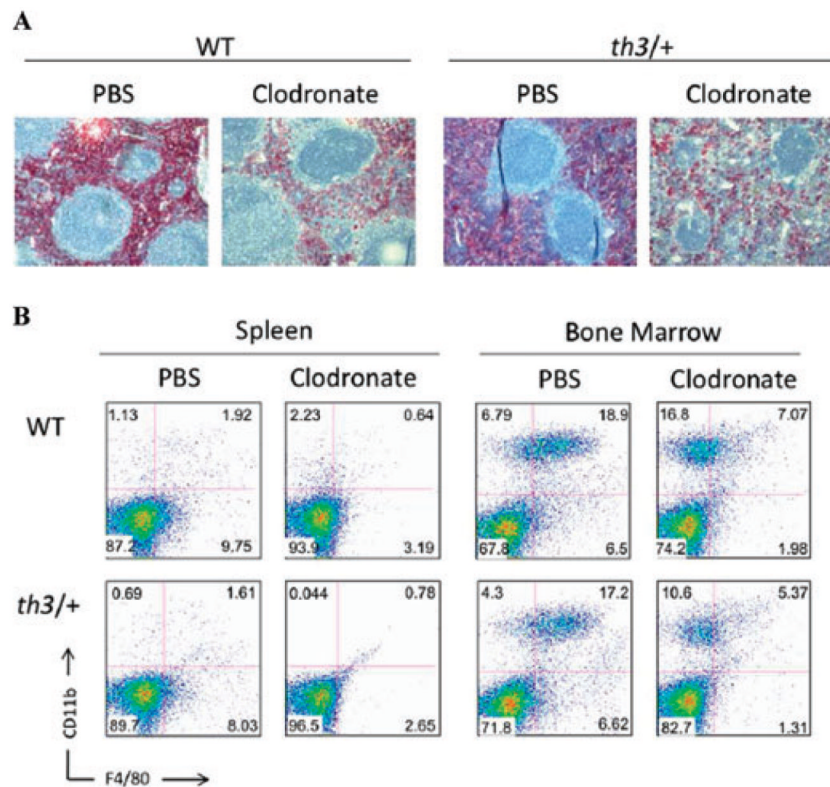 A
WT th3/+
PBS Clodronate PBS Clodronate
B
Spleen Bone Marrow
PBS Clodronate PBS Clodronate
WT
1.13 1.92 2.23 0.64 6.79 18.9 16.8 7.07
87.2 9.75 93.9 3.19 67.8 6.5 74.2 1.98
th3/+
0.69 1.61 0.044 0.78 4.3 17.2 10.6 5.37
89.7 8.03 96.5 2.65 71.8 6.62 82.7 1.31
CD11b
F4/80